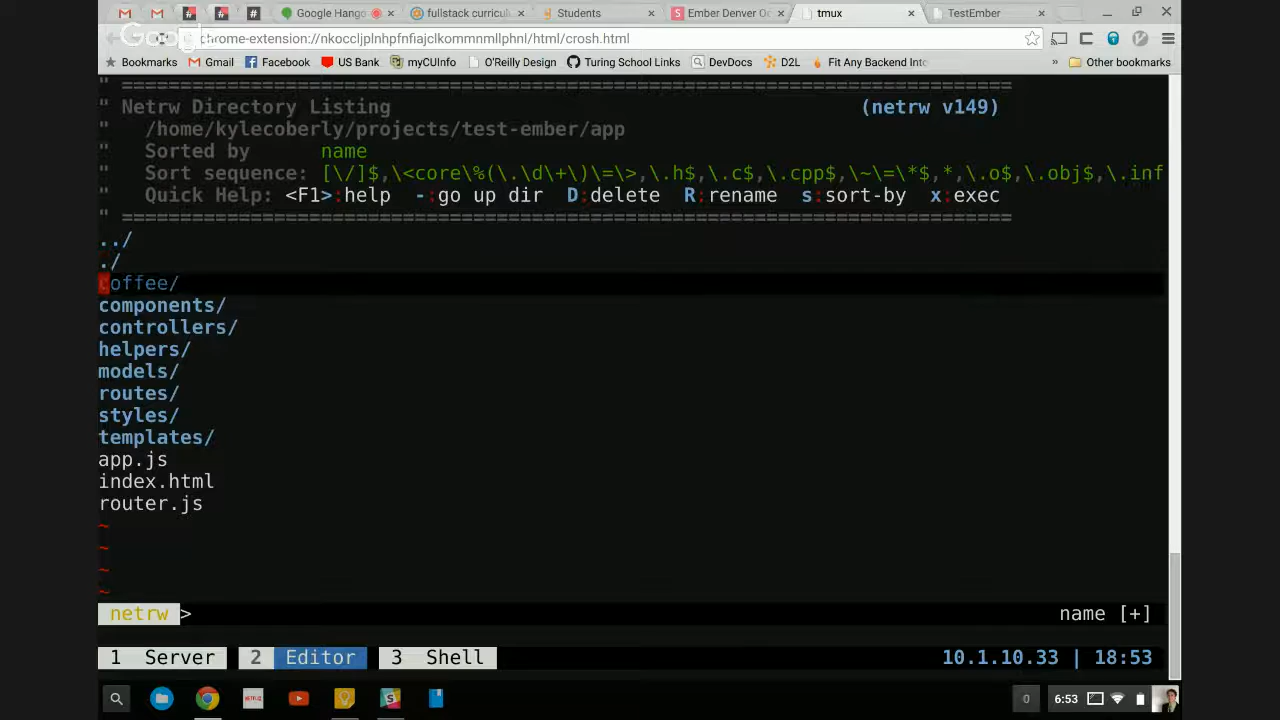 Google Hango
fullstack curricul
Students
Ember Denver Oc
tmux
TestEmber
chrome-extension://nkoccljplnhpfnfiajclkommnmllphnl/html/crosh.html
Bookmarks Gmail Facebook US Bank myCUInfo O'Reilly Design Turing School Links DevDocs D2L Fit Any Backend Into » Other bookmarks
" ============================================================================
" Netrw Directory Listing (netrw v149)
" /home/kylecoberly/projects/test-ember/app
" Sorted by name
" Sort sequence: [\/]$,\<core\%(\.\d\+\)\=\>,\.h$,\.c$,\.cpp$,\~\=\*$,*,\.o$,\.obj$,\.inf
" Quick Help: <F1>:help -:go up dir D:delete R:rename s:sort-by x:exec
" ============================================================================
../
./
coffee/
components/
controllers/
helpers/
models/
routes/
styles/
templates/
app.js
index.html
router.js
~
~
~
~
netrw > name [+]
1 Server 2 Editor 3 Shell 10.1.10.33 | 18:53
0 6:53